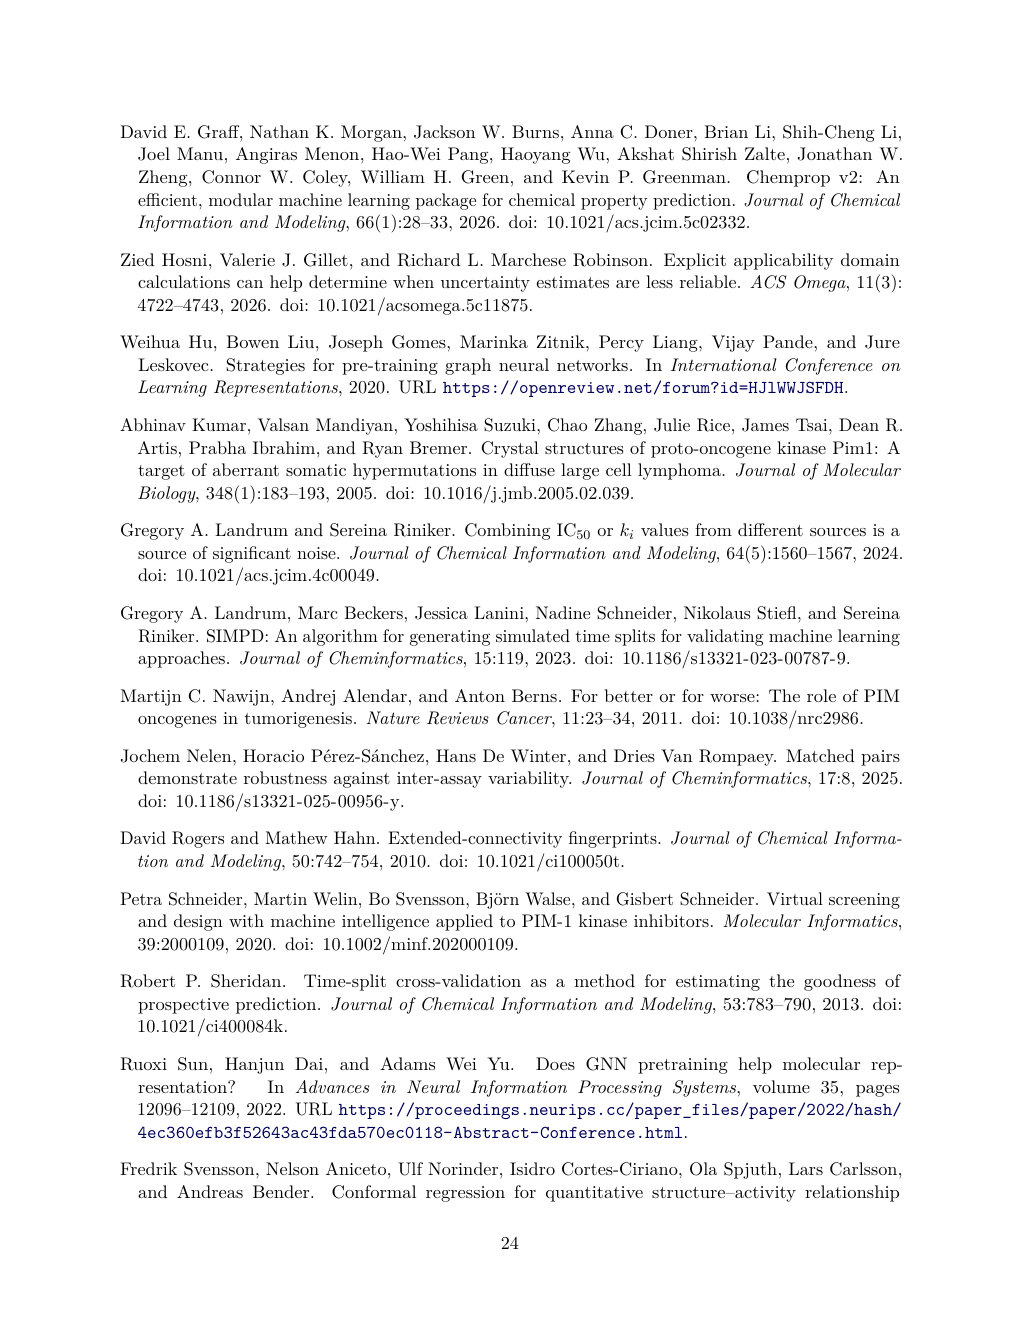 David E. Graff, Nathan K. Morgan, Jackson W. Burns, Anna C. Doner, Brian Li, Shih-Cheng Li,
Joel Manu, Angiras Menon, Hao-Wei Pang, Haoyang Wu, Akshat Shirish Zalte, Jonathan W.
Zheng, Connor W. Coley, William H. Green, and Kevin P. Greenman. Chemprop v2: An
efficient, modular machine learning package for chemical property prediction. Journal of Chemical
Information and Modeling, 66(1):28–33, 2026. doi: 10.1021/acs.jcim.5c02332.
Zied Hosni, Valerie J. Gillet, and Richard L. Marchese Robinson. Explicit applicability domain
calculations can help determine when uncertainty estimates are less reliable. ACS Omega, 11(3):
4722–4743, 2026. doi: 10.1021/acsomega.5c11875.
Weihua Hu, Bowen Liu, Joseph Gomes, Marinka Zitnik, Percy Liang, Vijay Pande, and Jure
Leskovec. Strategies for pre-training graph neural networks. In International Conference on
Learning Representations, 2020. URL https://openreview.net/forum?id=HJlWWJSFDH.
Abhinav Kumar, Valsan Mandiyan, Yoshihisa Suzuki, Chao Zhang, Julie Rice, James Tsai, Dean R.
Artis, Prabha Ibrahim, and Ryan Bremer. Crystal structures of proto-oncogene kinase Pim1: A
target of aberrant somatic hypermutations in diffuse large cell lymphoma. Journal of Molecular
Biology, 348(1):183–193, 2005. doi: 10.1016/j.jmb.2005.02.039.
Gregory A. Landrum and Sereina Riniker. Combining IC50 or ki values from different sources is a
source of significant noise. Journal of Chemical Information and Modeling, 64(5):1560–1567, 2024.
doi: 10.1021/acs.jcim.4c00049.
Gregory A. Landrum, Marc Beckers, Jessica Lanini, Nadine Schneider, Nikolaus Stiefl, and Sereina
Riniker. SIMPD: An algorithm for generating simulated time splits for validating machine learning
approaches. Journal of Cheminformatics, 15:119, 2023. doi: 10.1186/s13321-023-00787-9.
Martijn C. Nawijn, Andrej Alendar, and Anton Berns. For better or for worse: The role of PIM
oncogenes in tumorigenesis. Nature Reviews Cancer, 11:23–34, 2011. doi: 10.1038/nrc2986.
Jochem Nelen, Horacio Pérez-Sánchez, Hans De Winter, and Dries Van Rompaey. Matched pairs
demonstrate robustness against inter-assay variability. Journal of Cheminformatics, 17:8, 2025.
doi: 10.1186/s13321-025-00956-y.
David Rogers and Mathew Hahn. Extended-connectivity fingerprints. Journal of Chemical Informa-
tion and Modeling, 50:742–754, 2010. doi: 10.1021/ci100050t.
Petra Schneider, Martin Welin, Bo Svensson, Björn Walse, and Gisbert Schneider. Virtual screening
and design with machine intelligence applied to PIM-1 kinase inhibitors. Molecular Informatics,
39:2000109, 2020. doi: 10.1002/minf.202000109.
Robert P. Sheridan. Time-split cross-validation as a method for estimating the goodness of
prospective prediction. Journal of Chemical Information and Modeling, 53:783–790, 2013. doi:
10.1021/ci400084k.
Ruoxi Sun, Hanjun Dai, and Adams Wei Yu. Does GNN pretraining help molecular rep-
resentation? In Advances in Neural Information Processing Systems, volume 35, pages
12096–12109, 2022. URL https://proceedings.neurips.cc/paper_files/paper/2022/hash/
4ec360efb3f52643ac43fda570ec0118-Abstract-Conference.html.
Fredrik Svensson, Nelson Aniceto, Ulf Norinder, Isidro Cortes-Ciriano, Ola Spjuth, Lars Carlsson,
and Andreas Bender. Conformal regression for quantitative structure–activity relationship
24